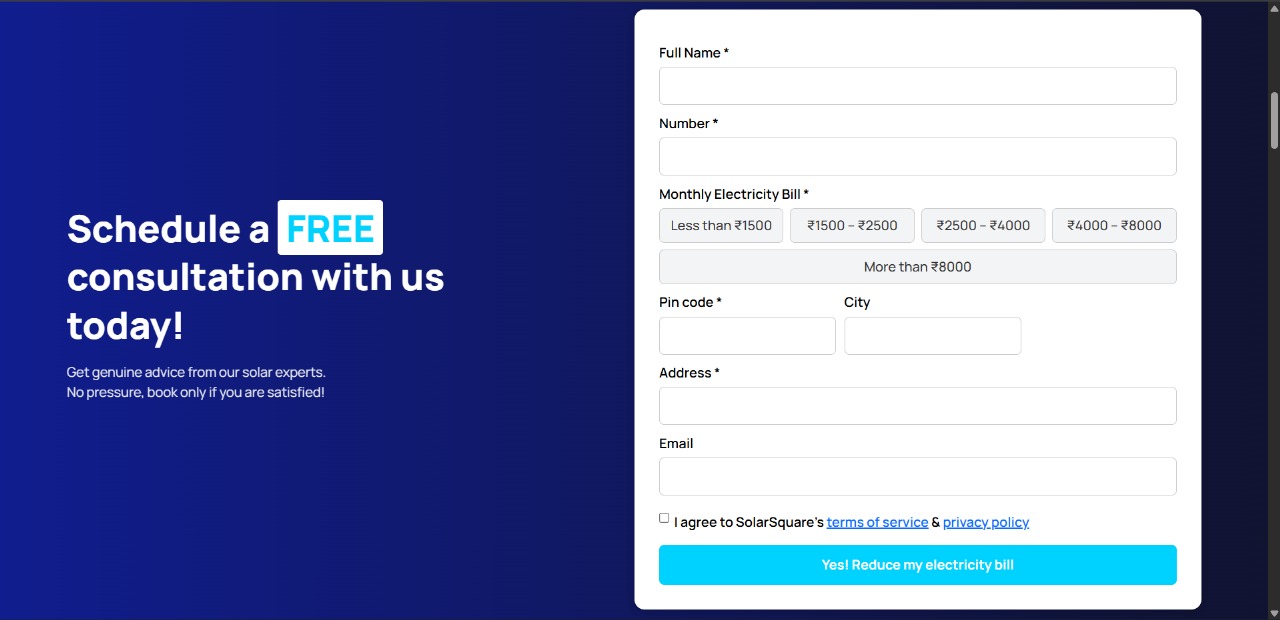 Schedule a FREE
consultation with us
today!
Get genuine advice from our solar experts.
No pressure, book only if you are satisfied!
Full Name *
Number *
Monthly Electricity Bill *
Less than ₹1500
₹1500 – ₹2500
₹2500 – ₹4000
₹4000 – ₹8000
More than ₹8000
Pin code *
City
Address *
Email
I agree to SolarSquare's terms of service & privacy policy
Yes! Reduce my electricity bill